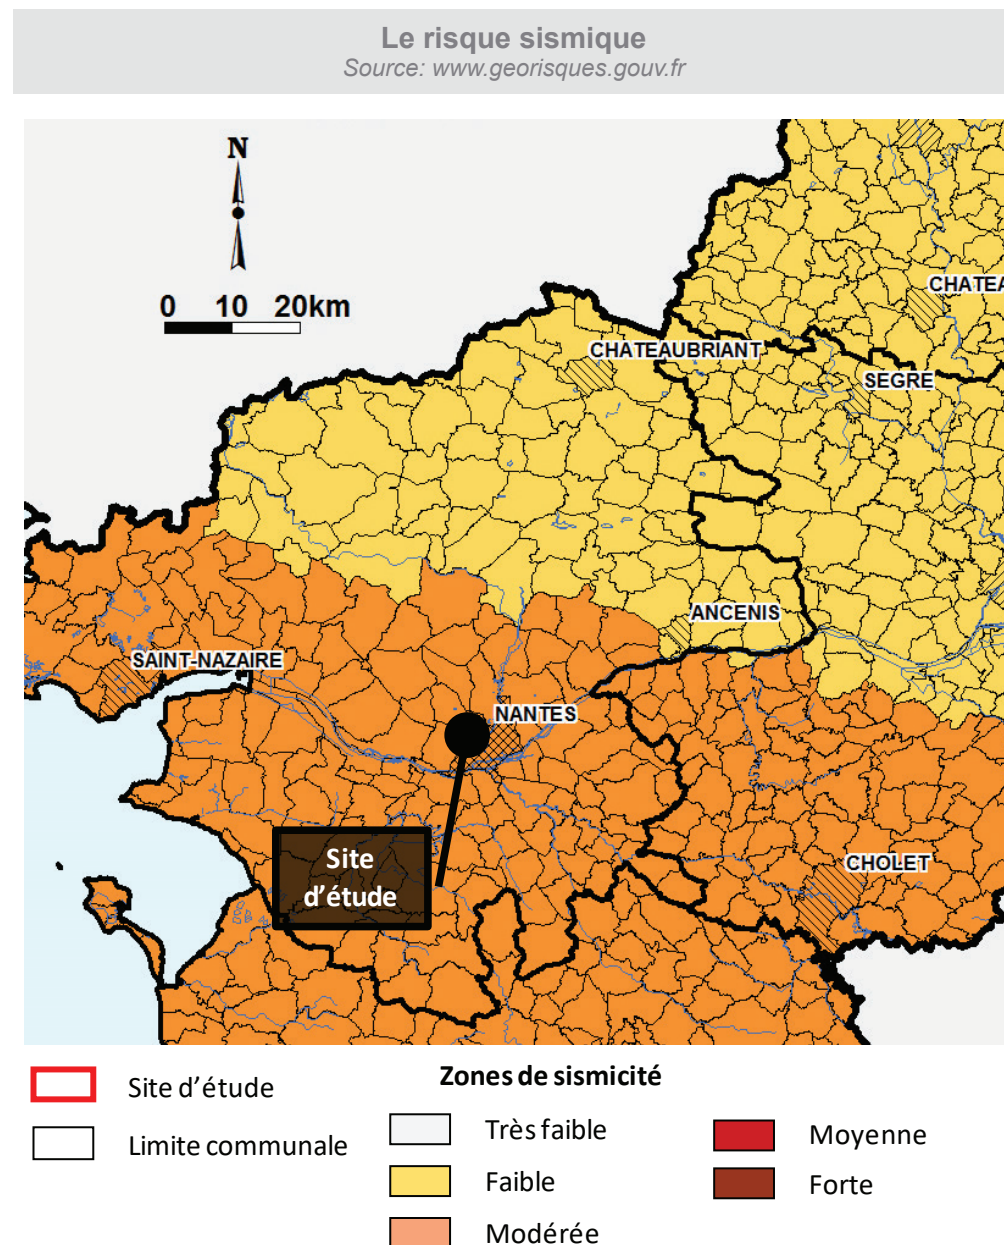 Le risque sismique
Source: www.georisques.gouv.fr
N
0 10 20km
CHATEA
CHATEAUBRIANT
SEGRE
ANCENIS
SAINT-NAZAIRE
NANTES
Site
d’étude
CHOLET
Zones de sismicité
Site d’étude
Limite communale
Très faible
Faible
Modérée
Moyenne
Forte